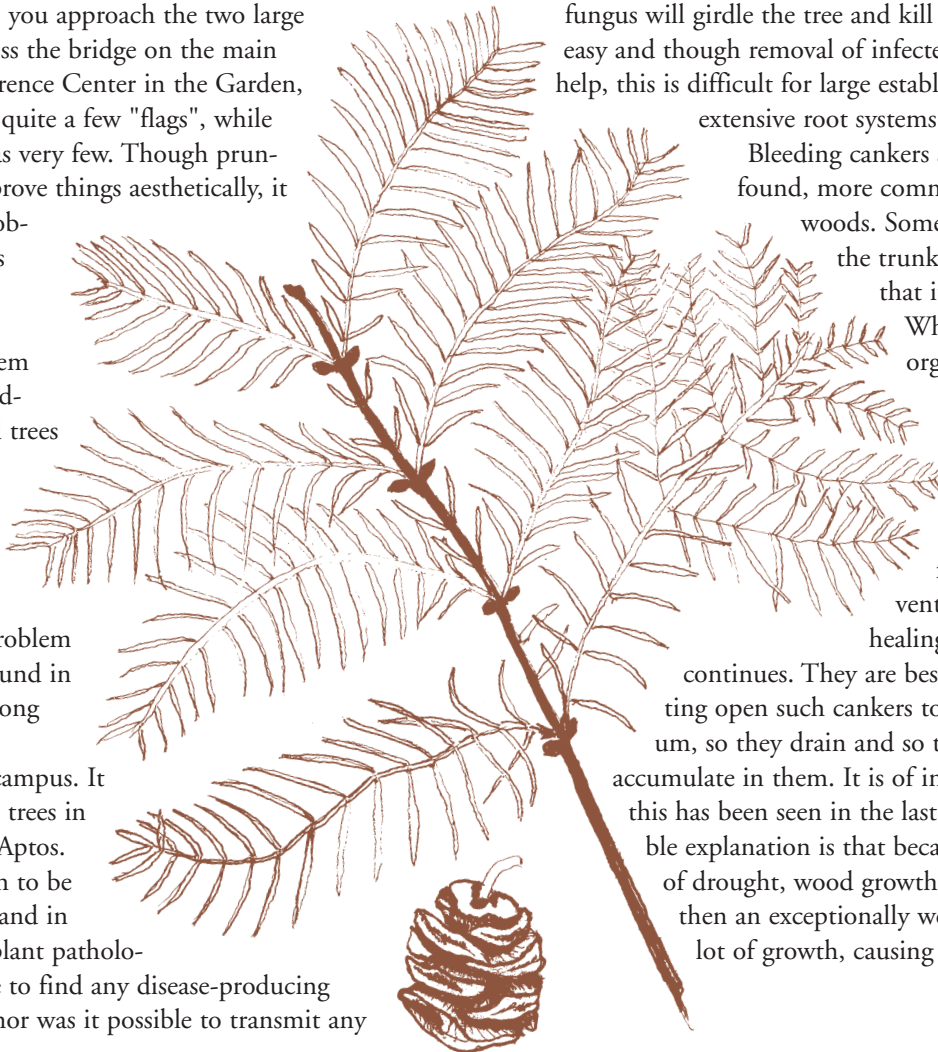 you approach the two large
ss the bridge on the main
rence Center in the Garden,
quite a few "flags", while
as very few. Though prun-
prove things aesthetically, it
ob-
s
em
d-
trees
roblem
und in
ong
campus. It
trees in
Aptos.
n to be
and in
plant patholo-
e to find any disease-producing
nor was it possible to transmit any
fungus will girdle the tree and kill
easy and though removal of infecte
help, this is difficult for large establ
extensive root systems
Bleeding cankers
found, more comm
woods. Some
the trunk
that i
Wh
org
vent
healing
continues. They are bes
ting open such cankers to
um, so they drain and so t
accumulate in them. It is of in
this has been seen in the last
ble explanation is that beca
of drought, wood growth
then an exceptionally we
lot of growth, causing